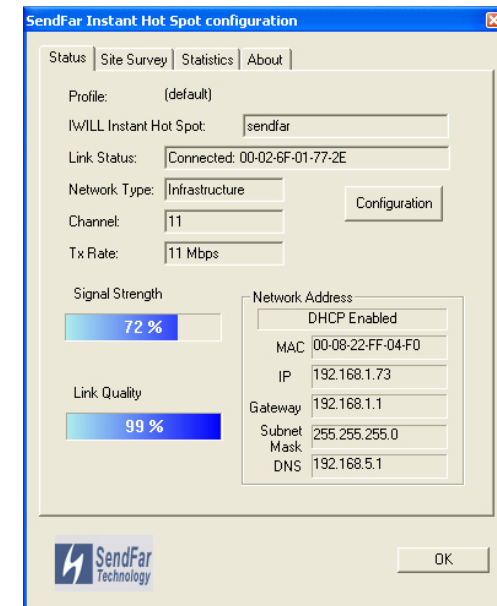 SendFar Instant Hot Spot configuration
Status Site Survey Statistics About
Profile: (default)
IWILL Instant Hot Spot: sendfar
Link Status: Connected: 00-02-6F-01-77-2E
Network Type: Infrastructure
Configuration
Channel: 11
Tx Rate: 11 Mbps
Signal Strength
72 %
Link Quality
99 %
Network Address
DHCP Enabled
MAC 00-08-22-FF-04-F0
IP 192.168.1.73
Gateway 192.168.1.1
Subnet Mask 255.255.255.0
DNS 192.168.5.1
SendFar
Technology
OK